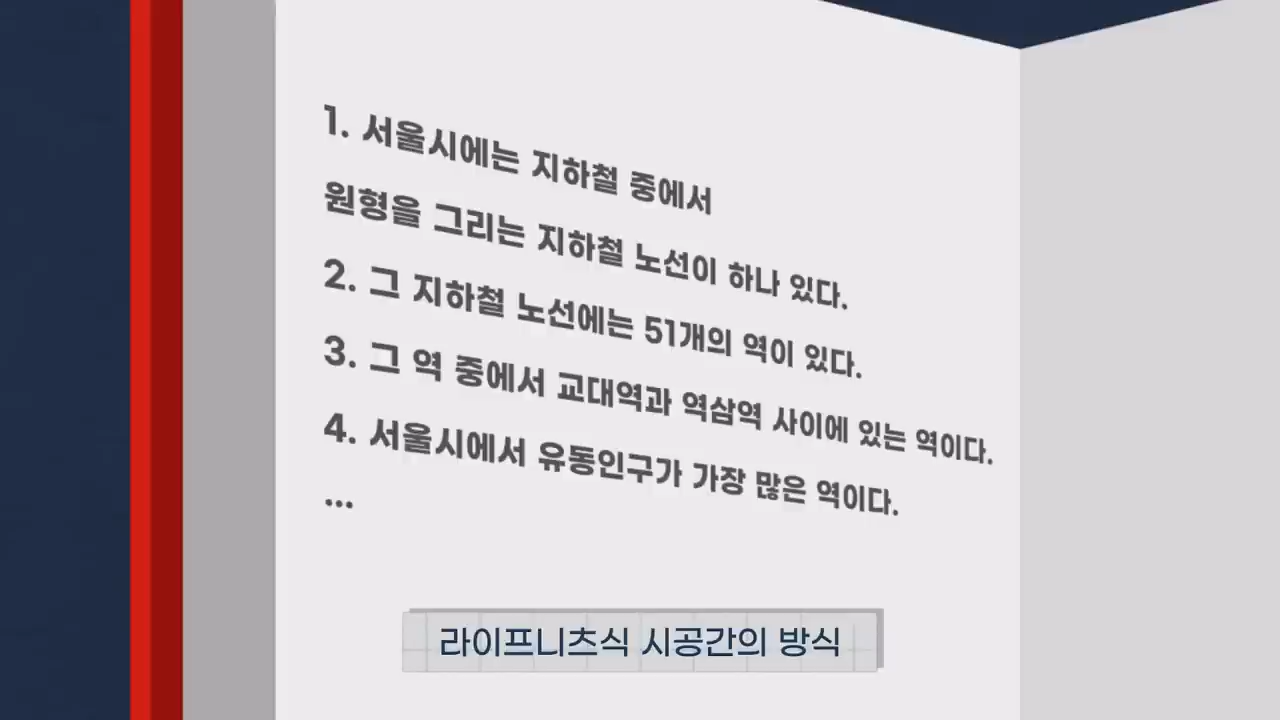 1. 서울시에는 지하철 중에서
원형을 그리는 지하철 노선이 하나 있다.
2. 그 지하철 노선에는 51개의 역이 있다.
3. 그 역 중에서 교대역과 역삼역 사이에 있는 역이다.
4. 서울시에서 유동인구가 가장 많은 역이다.
...
라이프니츠식 시공간의 방식